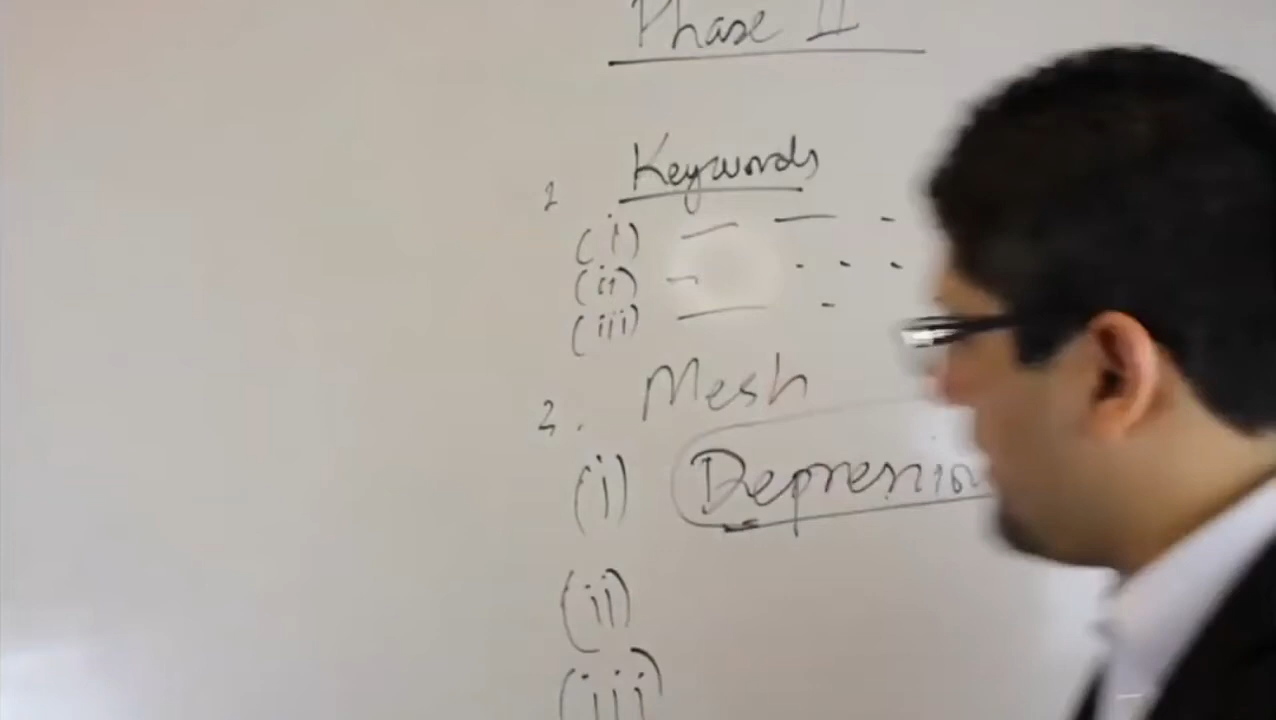 Phase II
1 Keywords
(i)
(ii)
(iii)
2. Mesh
(i) Depression
(ii)
(iii)